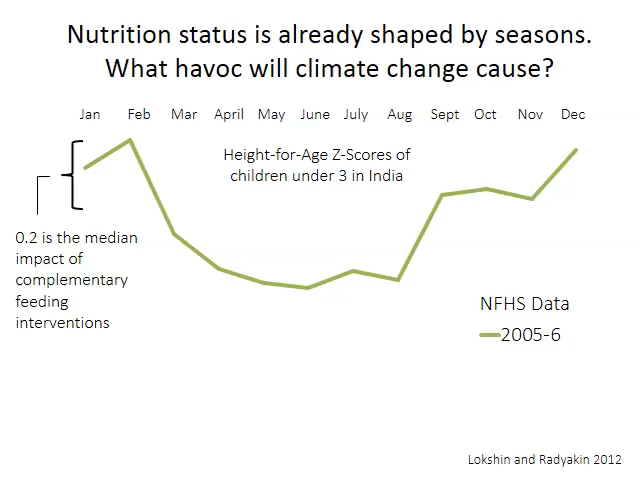 Nutrition status is already shaped by seasons.
What havoc will climate change cause?
Jan Feb Mar April May June July Aug Sept Oct Nov Dec
Height-for-Age Z-Scores of
children under 3 in India
0.2 is the median
impact of
complementary
feeding
interventions
NFHS Data
2005-6
Lokshin and Radyakin 2012